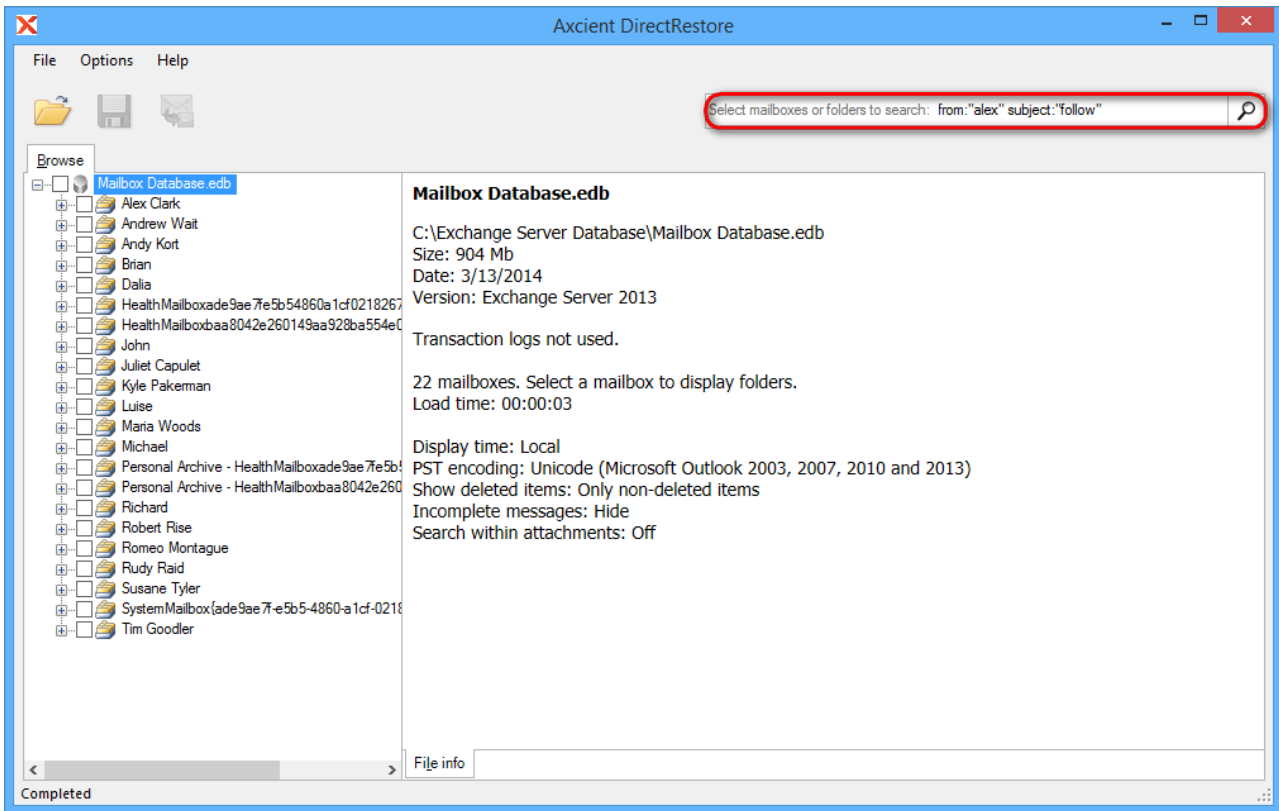 Axcient DirectRestore
File Options Help
Select mailboxes or folders to search: from:"alex" subject:"follow"
Browse
Mailbox Database.edb
Alex Clark
Andrew Wait
Andy Kort
Brian
Dalia
HealthMailboxade9ae7fe5b54860a1cf0218267
HealthMailboxbaa8042e260149aa928ba554e0
John
Juliet Capulet
Kyle Pakerman
Luise
Maria Woods
Michael
Personal Archive - HealthMailboxade9ae7fe5b5
Personal Archive - HealthMailboxbaa8042e260
Richard
Robert Rise
Romeo Montague
Rudy Raid
Susane Tyler
SystemMailbox{ade9ae7f-e5b5-4860-a1cf-0218
Tim Goodler
Mailbox Database.edb
C:\Exchange Server Database\Mailbox Database.edb
Size: 904 Mb
Date: 3/13/2014
Version: Exchange Server 2013
Transaction logs not used.
22 mailboxes. Select a mailbox to display folders.
Load time: 00:00:03
Display time: Local
PST encoding: Unicode (Microsoft Outlook 2003, 2007, 2010 and 2013)
Show deleted items: Only non-deleted items
Incomplete messages: Hide
Search within attachments: Off
File info
Completed